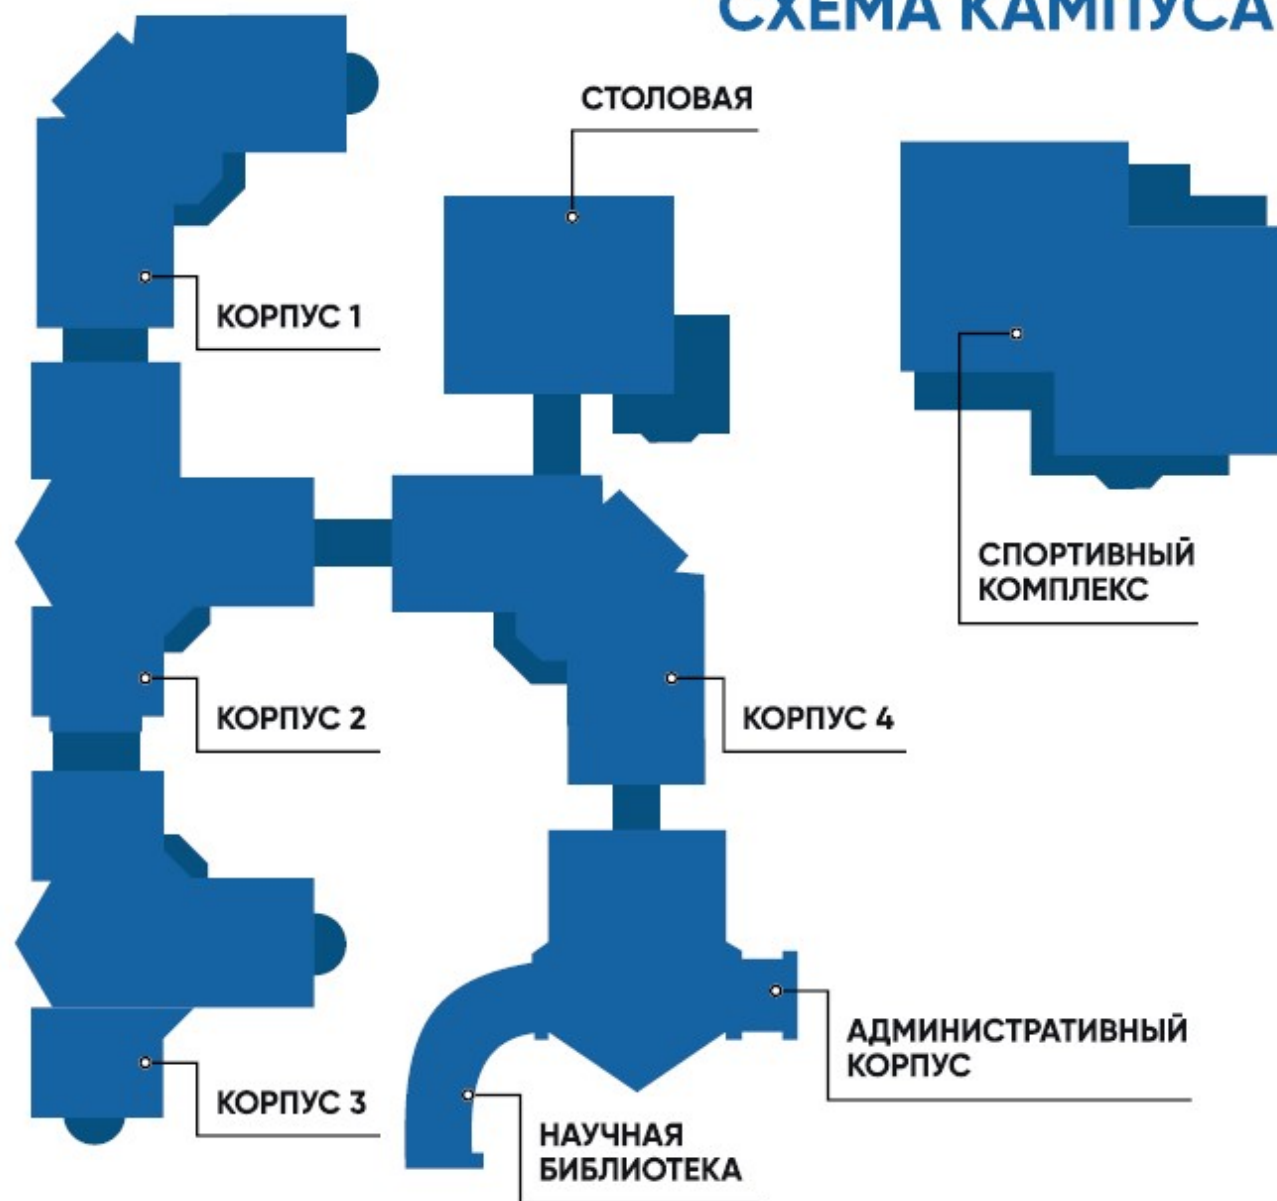 СХЕМА КАМПУСА
СТОЛОВАЯ
КОРПУС 1
СПОРТИВНЫЙ
КОМПЛЕКС
КОРПУС 2
КОРПУС 4
АДМИНИСТРАТИВНЫЙ
КОРПУС
КОРПУС 3
НАУЧНАЯ
БИБЛИОТЕКА